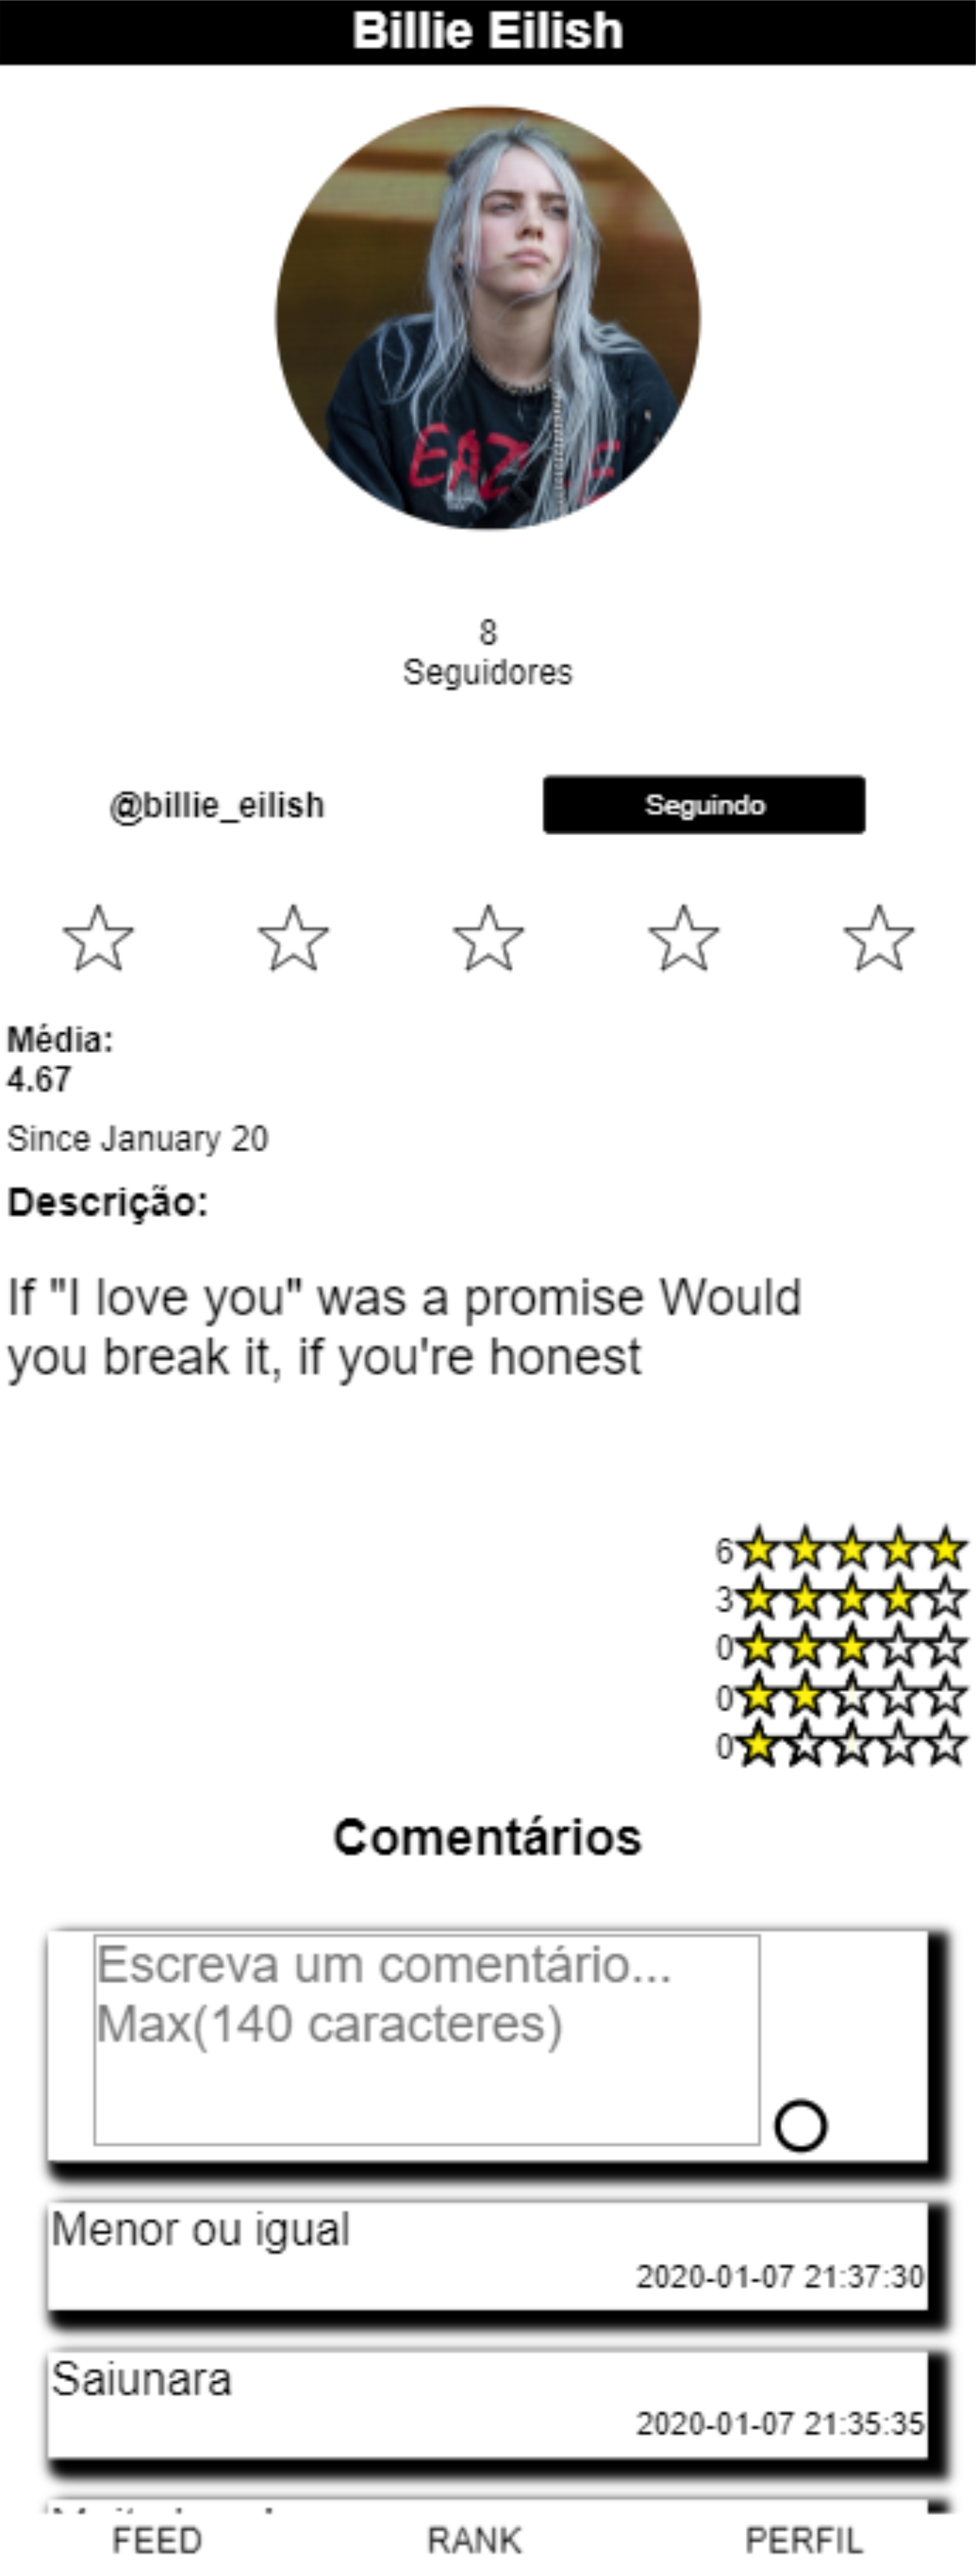 Billie Eilish
8
Seguidores
@billie_eilish
Seguindo
Média:
4.67
Since January 20
Descrição:
If "I love you" was a promise Would
you break it, if you're honest
6
3
0
0
0
Comentários
Escreva um comentário...
Max(140 caracteres)
Menor ou igual
2020-01-07 21:37:30
Saiunara
2020-01-07 21:35:35
FEED RANK PERFIL